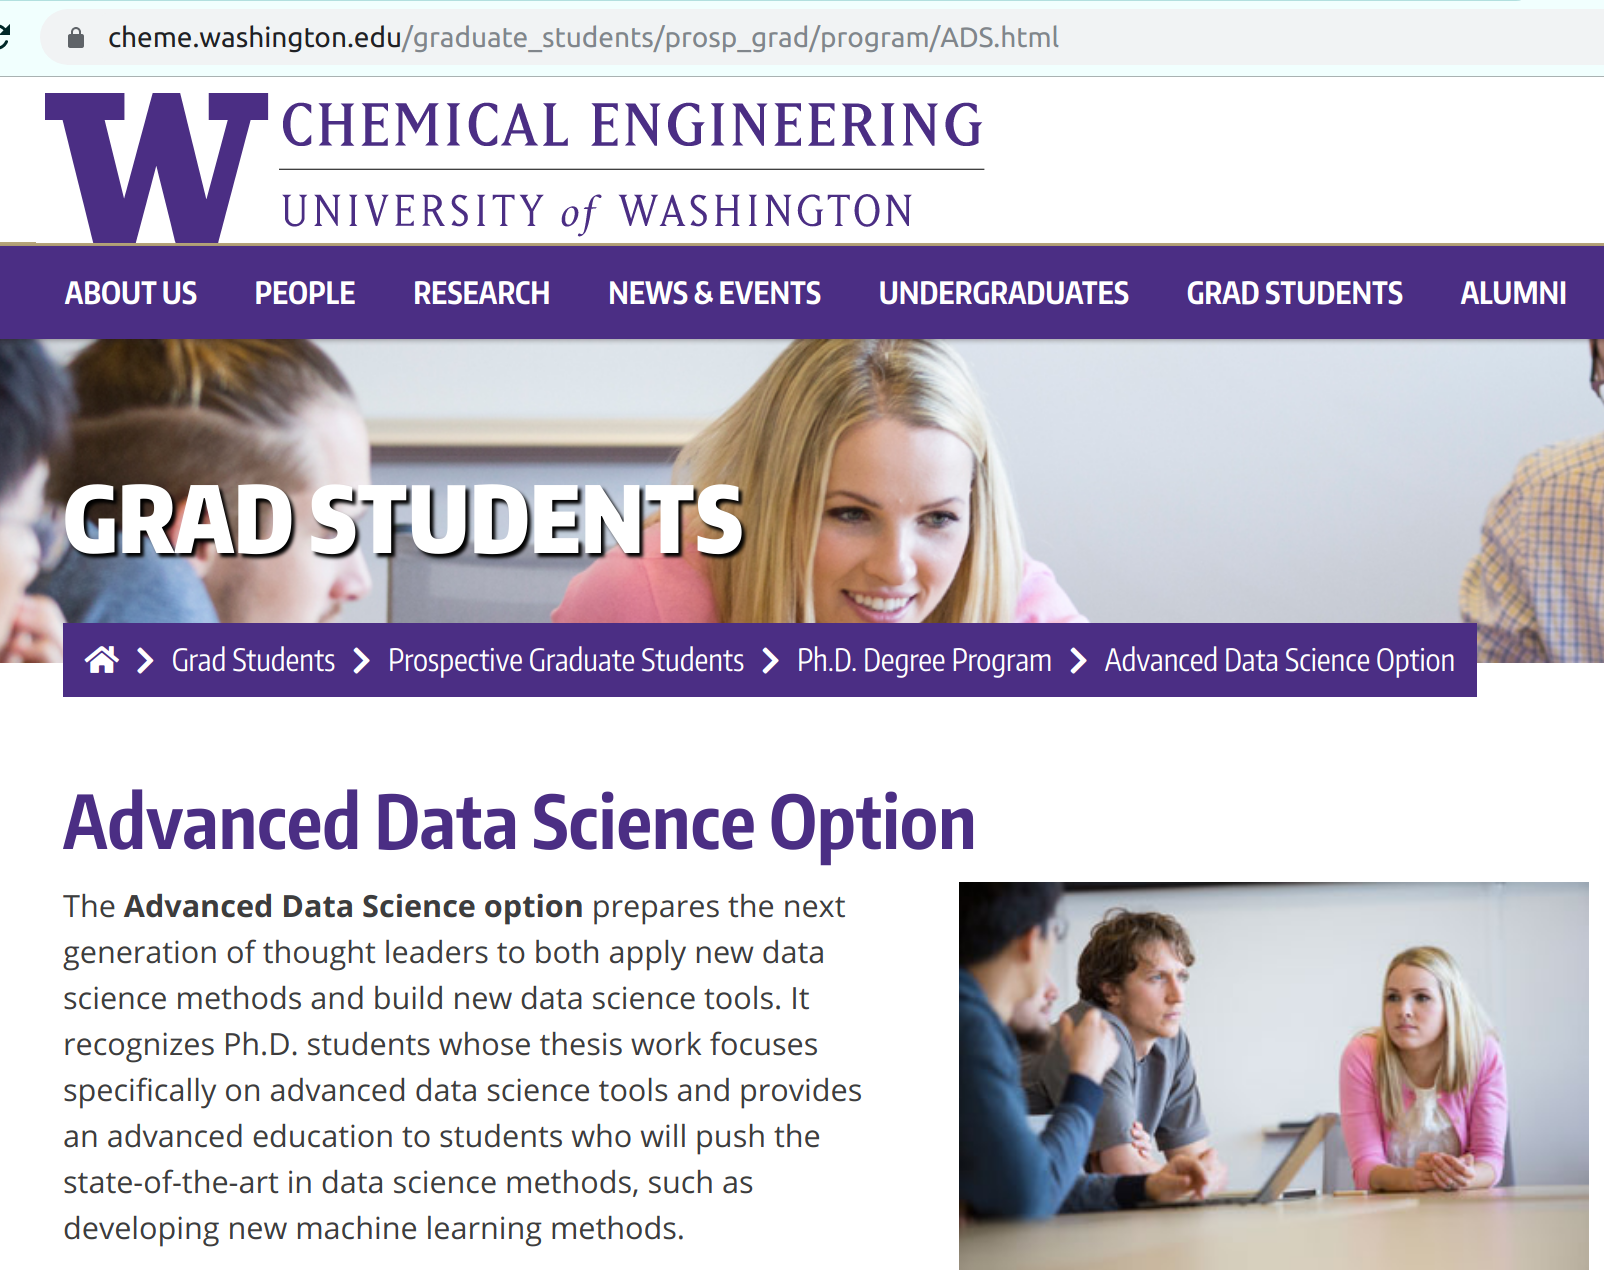 cheme.washington.edu/graduate_students/prosp_grad/program/ADS.html
W CHEMICAL ENGINEERING
UNIVERSITY of WASHINGTON
ABOUT US PEOPLE RESEARCH NEWS & EVENTS UNDERGRADUATES GRAD STUDENTS ALUMNI
GRAD STUDENTS
Grad Students Prospective Graduate Students Ph.D. Degree Program Advanced Data Science Option
Advanced Data Science Option
The Advanced Data Science option prepares the next
generation of thought leaders to both apply new data
science methods and build new data science tools. It
recognizes Ph.D. students whose thesis work focuses
specifically on advanced data science tools and provides
an advanced education to students who will push the
state-of-the-art in data science methods, such as
developing new machine learning methods.